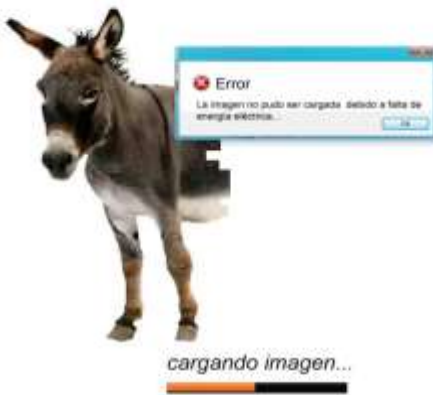 Error
La imagen no pudo ser cargada debido a falta de
energía eléctrica...
cargando imagen...